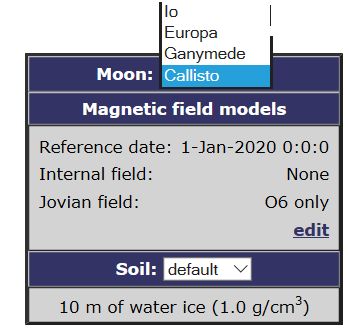 Io
Europa
Ganymede
Moon: Callisto
Magnetic field models
Reference date: 1-Jan-2020 0:0:0
Internal field: None
Jovian field: O6 only
edit
Soil: default
10 m of water ice (1.0 g/cm³)